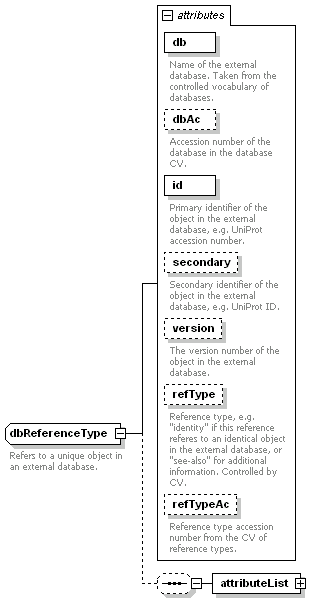 attributes
db
Name of the external
database. Taken from the
controlled vocabulary of
databases.
dbAc
Accession number of the
database in the database
CV.
id
Primary identifier of the
object in the external
database, e.g. UniProt
accession number.
secondary
Secondary identifier of the
object in the external
database, e.g. UniProt ID.
version
The version number of the
object in the external
database.
refType
Reference type, e.g.
"identity" if this reference
referes to an identical object
in the external database, or
"see-also" for additional
information. Controlled by
CV.
refTypeAc
Reference type accession
number from the CV of
reference types.
dbReferenceType
Refers to a unique object in
an external database.
attributeList